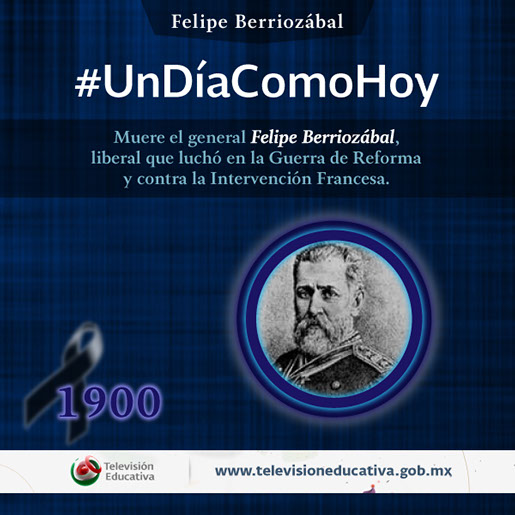 Felipe Berriozábal
#UnDíaComoHoy
Muere el general Felipe Berriozábal,
liberal que luchó en la Guerra de Reforma
y contra la Intervención Francesa.
1900
Televisión
Educativa
www.televisioneducativa.gob.mx